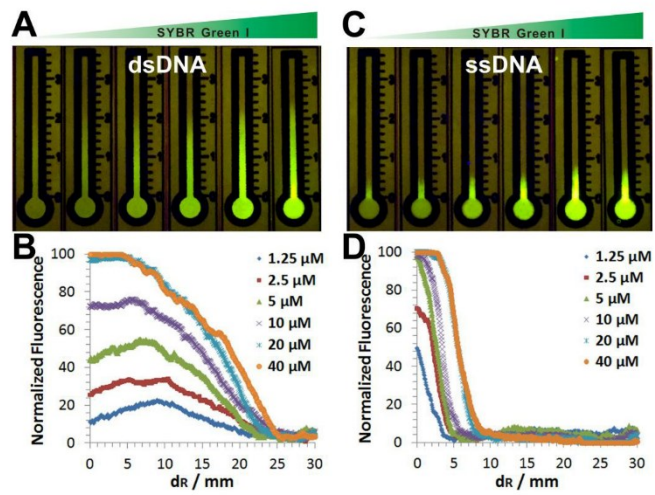 A
SYBR Green I
dsDNA
C
SYBR Green I
ssDNA
B
Normalized Fluorescence
100
80
60
40
20
0
0 5 10 15 20 25 30
dR / mm
1.25 µM
2.5 µM
5 µM
10 µM
20 µM
40 µM
D
Normalized Fluorescence
100
80
60
40
20
0
0 5 10 15 20 25 30
dR / mm
1.25 µM
2.5 µM
5 µM
10 µM
20 µM
40 µM